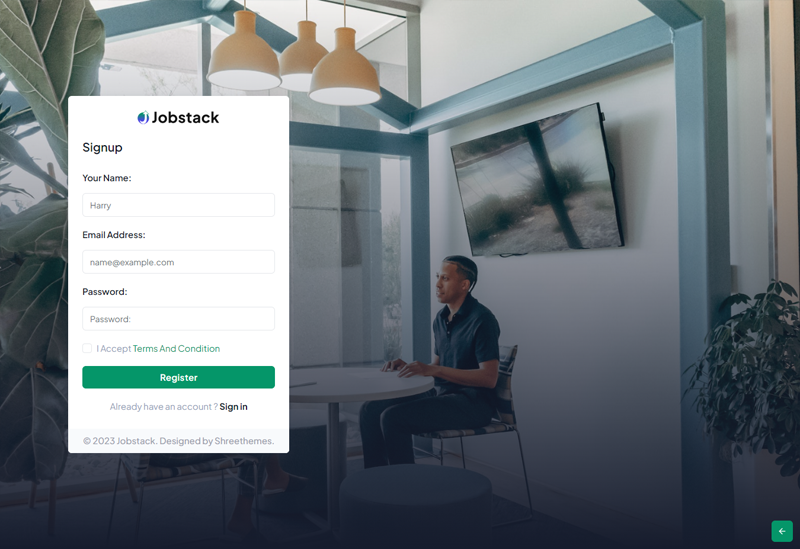 Jobstack
Signup
Your Name:
Harry
Email Address:
name@example.com
Password:
Password:
I Accept Terms And Condition
Register
Already have an account ? Sign in
© 2023 Jobstack. Designed by Shreethemes.